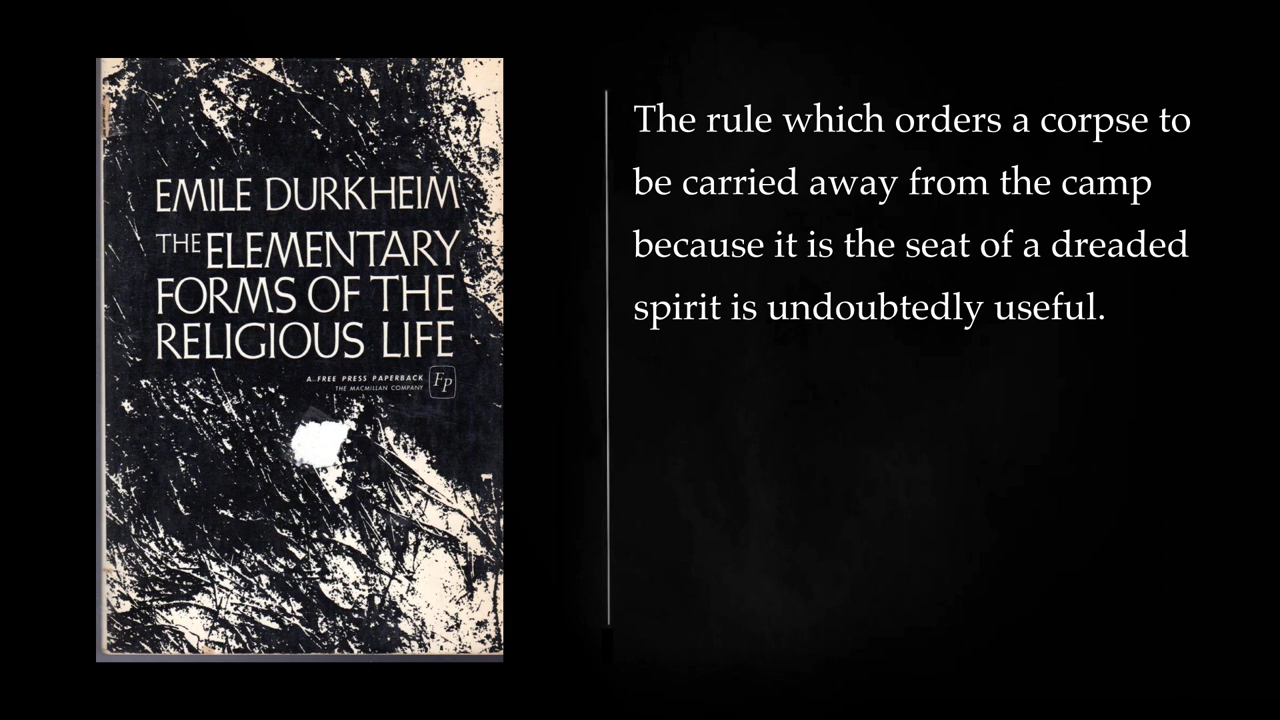 EMILE DURKHEIM
THE ELEMENTARY
FORMS OF THE
RELIGIOUS LIFE
A FREE PRESS PAPERBACK
THE MACMILLAN COMPANY
FP
The rule which orders a corpse to
be carried away from the camp
because it is the seat of a dreaded
spirit is undoubtedly useful.